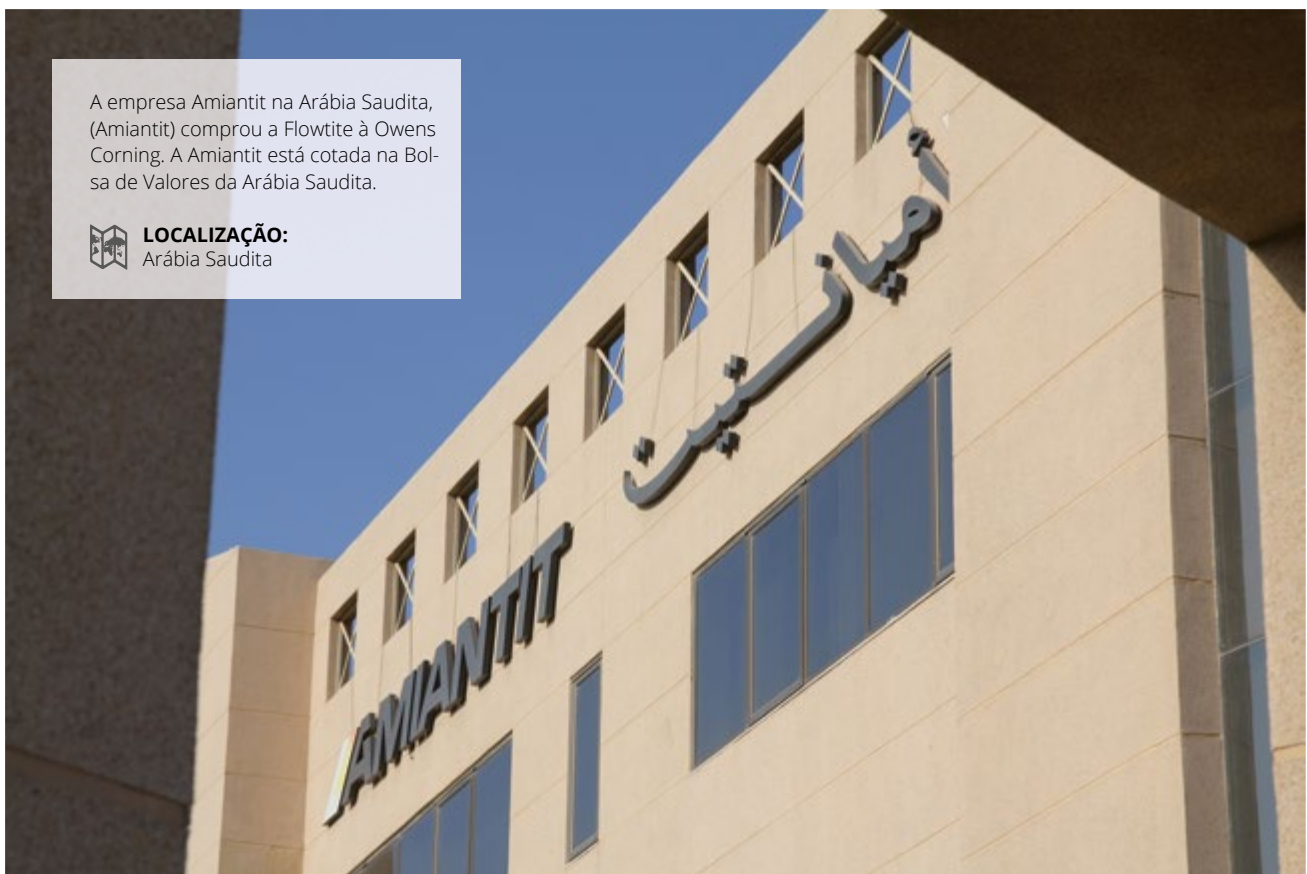 A empresa Amiantit na Arábia Saudita,
(Amiantit) comprou a Flowtite à Owens
Corning. A Amiantit está cotada na Bol-
sa de Valores da Arábia Saudita.
LOCALIZAÇÃO:
Arábia Saudita
أميانتيت
AMIANTIT